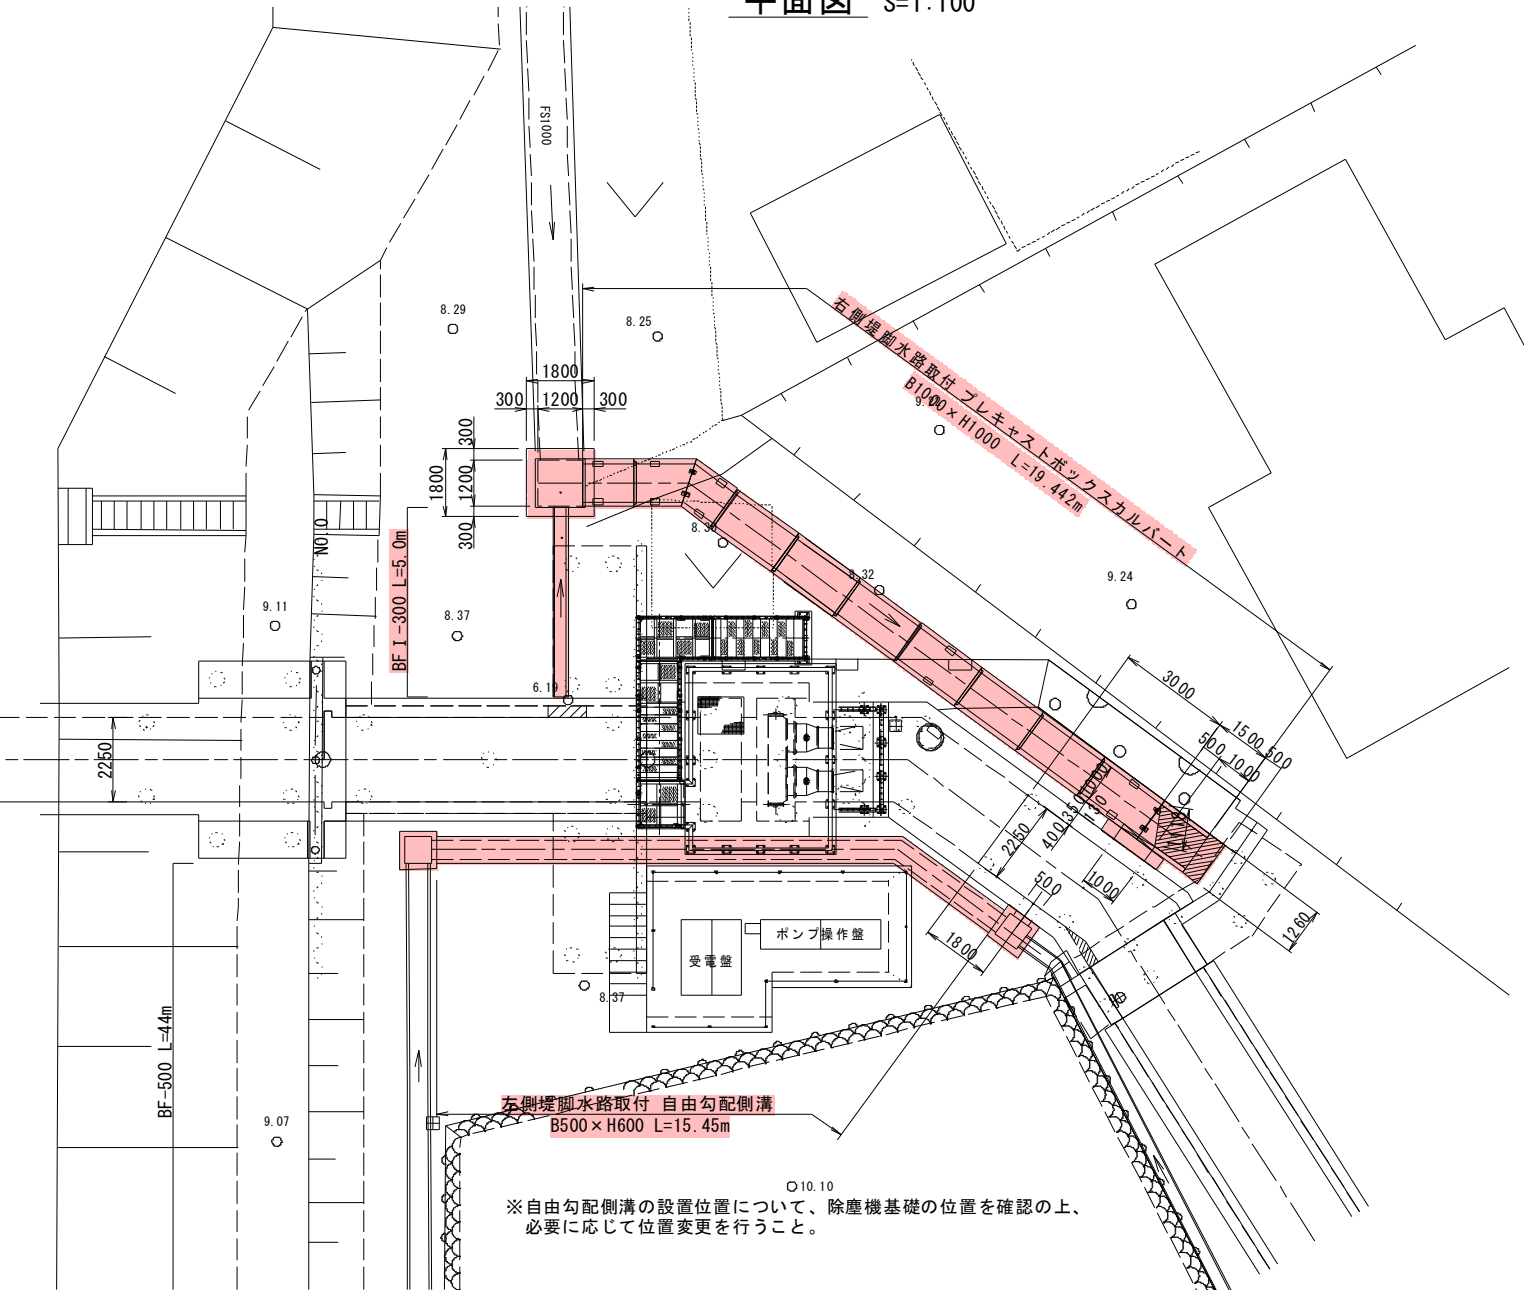 平面図 S=1:100
FS1000
8.29
8.25
右側堤脚水路取付 プレキャストボックスカルバート
B1000×H1000 L=19.442m
1800
300 1200 300
300
1200
300
1800
NO.0
BFⅠ-300 L=5.0m
8.32
9.24
9.11
8.37
6.19
3000
1500
500
500
1000
2250
1000
130
350
400
2250
500
1000
1800
1260
ポンプ操作盤
受電盤
8.37
BF-500 L=44m
9.07
左側堤脚水路取付 自由勾配側溝
B500×H600 L=15.45m
10.10
※自由勾配側溝の設置位置について、除塵機基礎の位置を確認の上、
必要に応じて位置変更を行うこと。